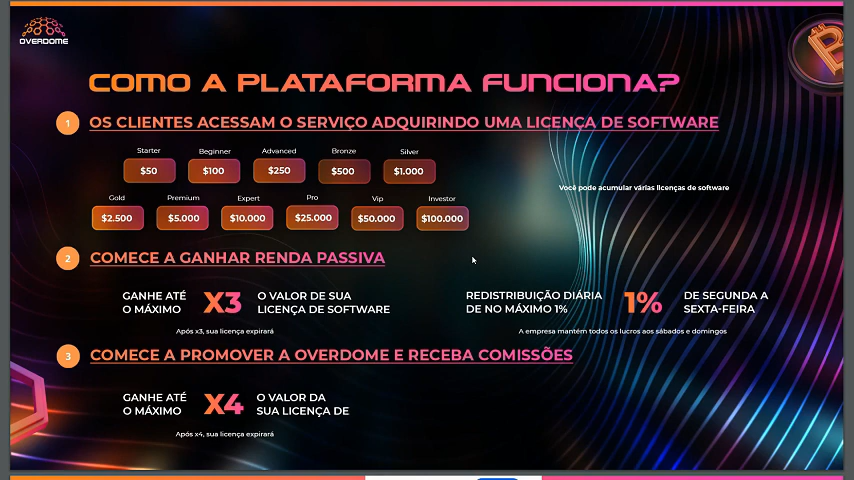 OVERDOME
COMO A PLATAFORMA FUNCIONA?
1 OS CLIENTES ACESSAM O SERVIÇO ADQUIRINDO UMA LICENÇA DE SOFTWARE
Starter Beginner Advanced Bronze Silver
$50 $100 $250 $500 $1.000
Você pode acumular várias licenças de software
Gold Premium Expert Pro Vip Investor
$2.500 $5.000 $10.000 $25.000 $50.000 $100.000
2 COMECE A GANHAR RENDA PASSIVA
GANHE ATÉ
O MÁXIMO
X3
O VALOR DE SUA
LICENÇA DE SOFTWARE
Após x3, sua licença expirará
REDISTRIBUIÇÃO DIÁRIA
DE NO MÁXIMO 1%
1%
DE SEGUNDA A
SEXTA-FEIRA
A empresa mantém todos os lucros aos sábados e domingos
3 COMECE A PROMOVER A OVERDOME E RECEBA COMISSÕES
GANHE ATÉ
O MÁXIMO
X4
O VALOR DA
SUA LICENÇA DE
Após x4, sua licença expirará